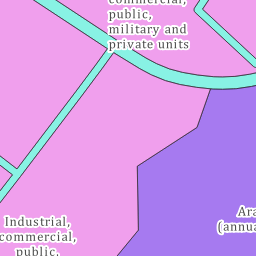 commercial,
public,
military and
private units
Industrial,
commercial,
public,
Ara
(annua